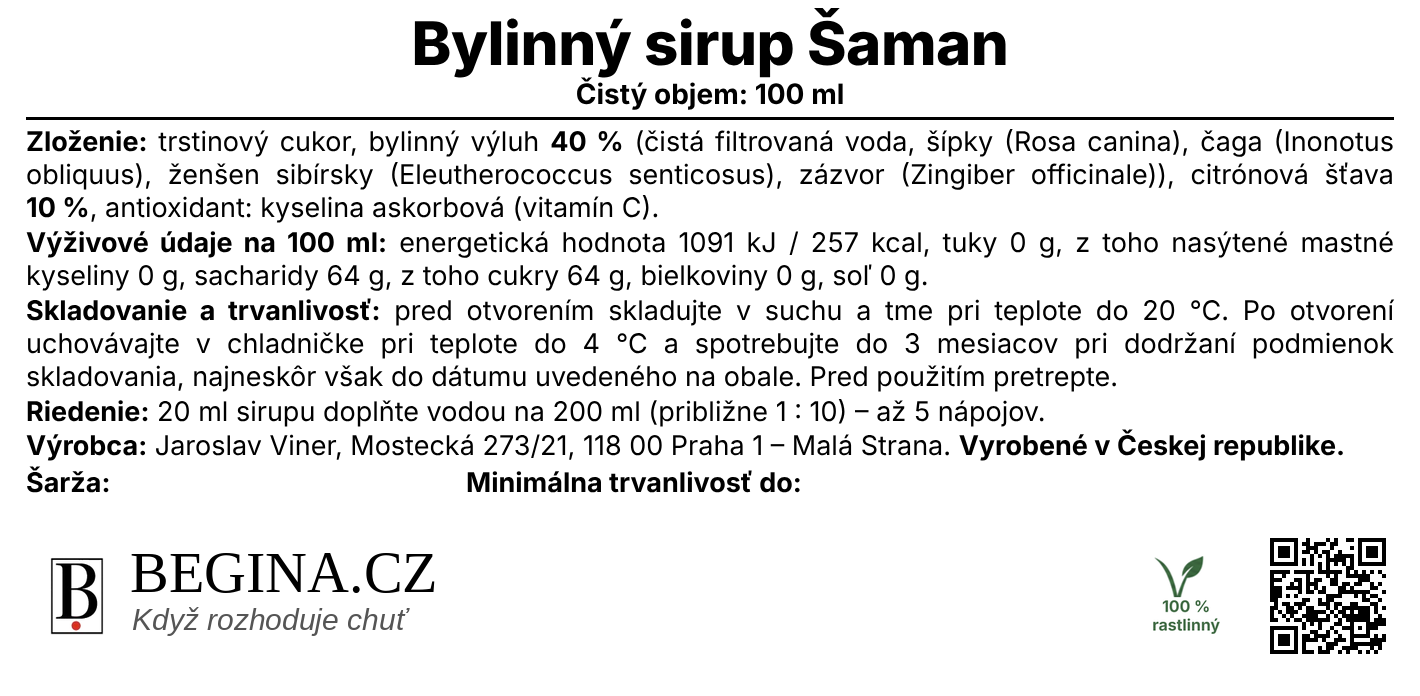 Bylinný sirup Šaman
Čistý objem: 100 ml
Zloženie: trstinový cukor, bylinný výluh 40 % (čistá filtrovaná voda, šípky (Rosa canina), čaga (Inonotus
obliquus), ženšen sibírsky (Eleutherococcus senticosus), zázvor (Zingiber officinale)), citrónová šťava
10 %, antioxidant: kyselina askorbová (vitamín C).
Výživové údaje na 100 ml: energetická hodnota 1091 kJ / 257 kcal, tuky 0 g, z toho nasýtené mastné
kyseliny 0 g, sacharidy 64 g, z toho cukry 64 g, bielkoviny 0 g, soľ 0 g.
Skladovanie a trvanlivosť: pred otvorením skladujte v suchu a tme pri teplote do 20 °C. Po otvorení
uchovávajte v chladničke pri teplote do 4 °C a spotrebujte do 3 mesiacov pri dodržaní podmienok
skladovania, najneskôr však do dátumu uvedeného na obale. Pred použitím pretrepte.
Riedenie: 20 ml sirupu doplňte vodou na 200 ml (približne 1 : 10) – až 5 nápojov.
Výrobca: Jaroslav Viner, Mostecká 273/21, 118 00 Praha 1 – Malá Strana. Vyrobené v Českej republike.
Šarža: Minimálna trvanlivosť do:
B BEGINA.CZ
Když rozhoduje chuť
100 %
rastlinný